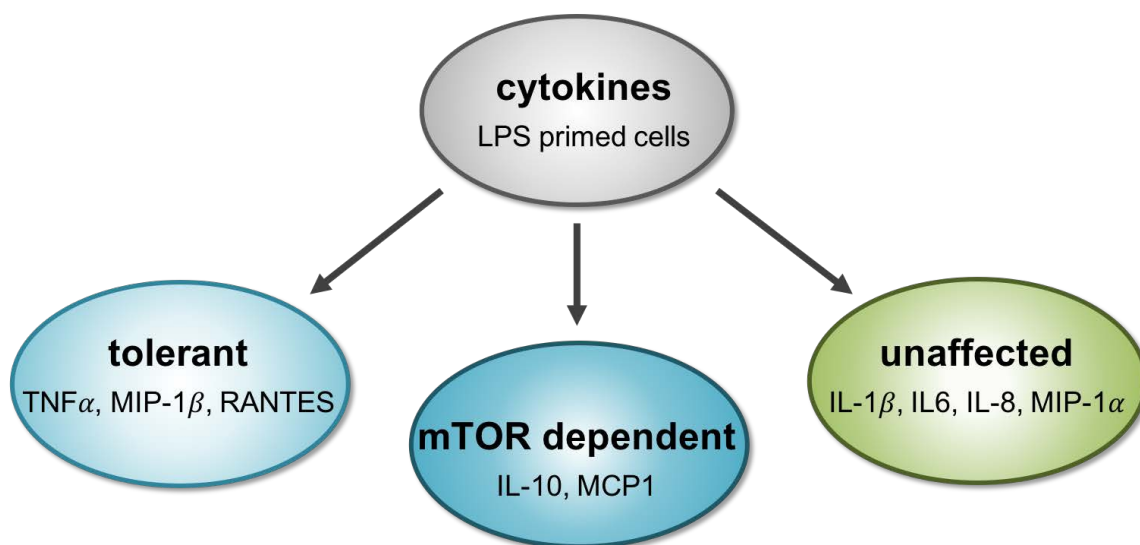 cytokines
LPS primed cells
tolerant
TNFα, MIP-1β, RANTES
mTOR dependent
IL-10, MCP1
unaffected
IL-1β, IL6, IL-8, MIP-1α